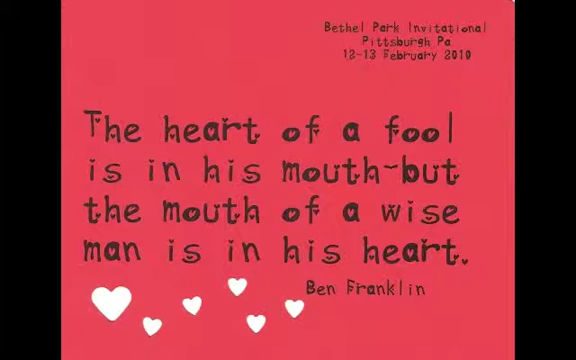 Bethel Park Invitational
Pittsburgh Pa
12-13 February 2010
The heart of a fool
is in his mouth-but
the mouth of a wise
man is in his heart.
Ben Franklin